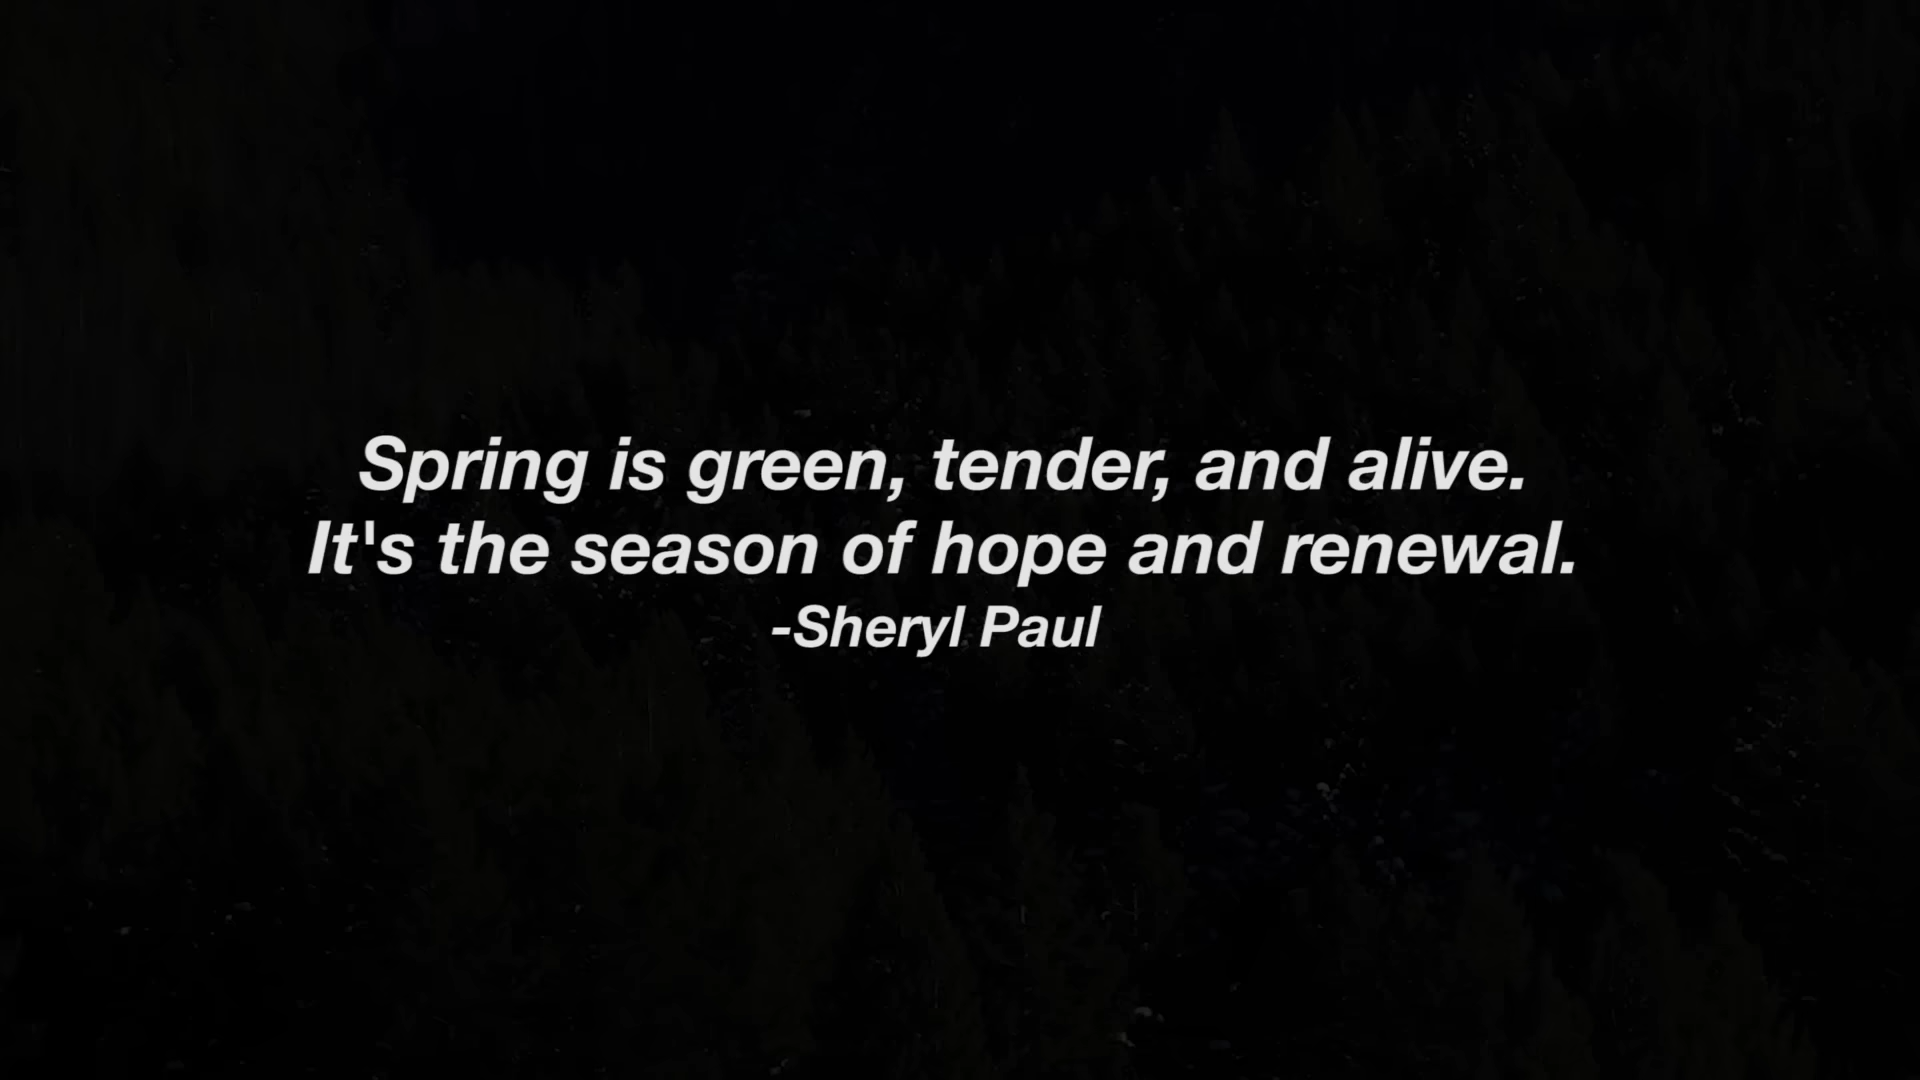 Spring is green, tender, and alive.
It's the season of hope and renewal.
-Sheryl Paul